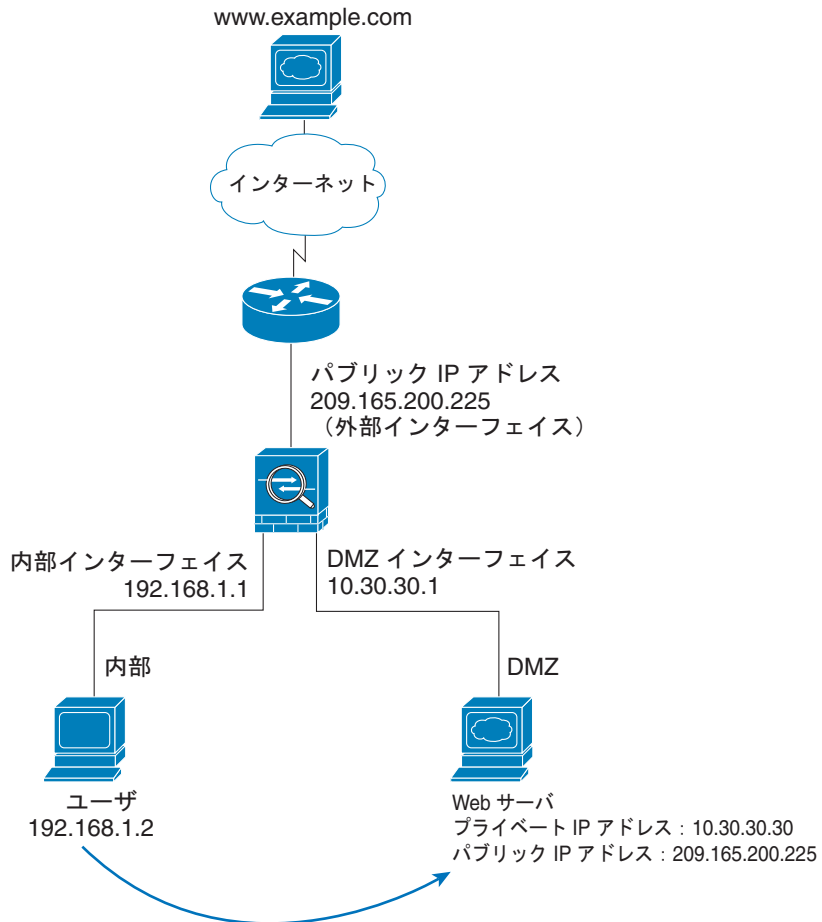 www.example.com
インターネット
パブリック IP アドレス
209.165.200.225
（外部インターフェイス）
内部インターフェイス
192.168.1.1
DMZ インターフェイス
10.30.30.1
内部
DMZ
ユーザ
192.168.1.2
Web サーバ
プライベート IP アドレス：10.30.30.30
パブリック IP アドレス：209.165.200.225